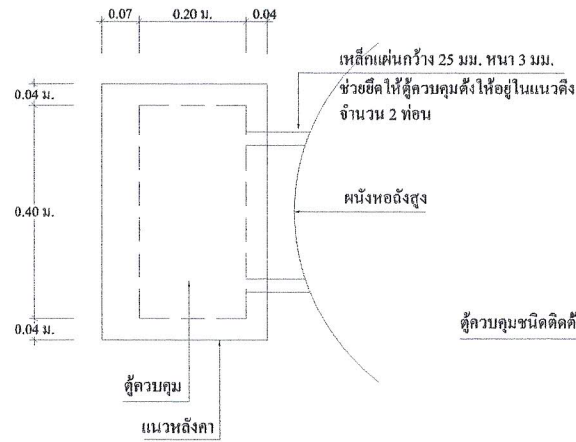 0.07 0.20 ม. 0.04
เหล็กแผ่นกว้าง 25 มม. หนา 3 มม.
ช่วยยึดให้ตู้ควบคุมตั้งให้อยู่ในแนวดิ่ง
จำนวน 2 ท่อน
0.04 ม.
0.40 ม.
ผนังหอถังสูง
0.04 ม.
ตู้ควบคุมชนิดติดตั้
ตู้ควบคุม
แนวหลังคา